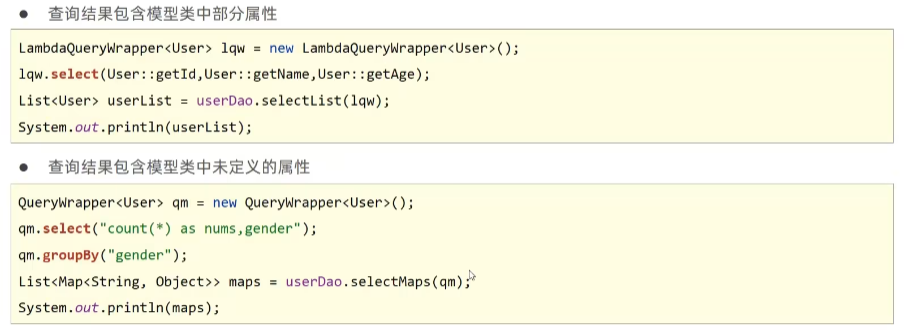 ● 查询结果包含模型类中部分属性
LambdaQueryWrapper<User> lqw = new LambdaQueryWrapper<User>();
lqw.select(User::getId,User::getName,User::getAge);
List<User> userList = userDao.selectList(lqw);
System.out.println(userList);
● 查询结果包含模型类中未定义的属性
QueryWrapper<User> qm = new QueryWrapper<User>();
qm.select("count(*) as nums,gender");
qm.groupBy("gender");
List<Map<String, Object>> maps = userDao.selectMaps(qm);
System.out.println(maps);